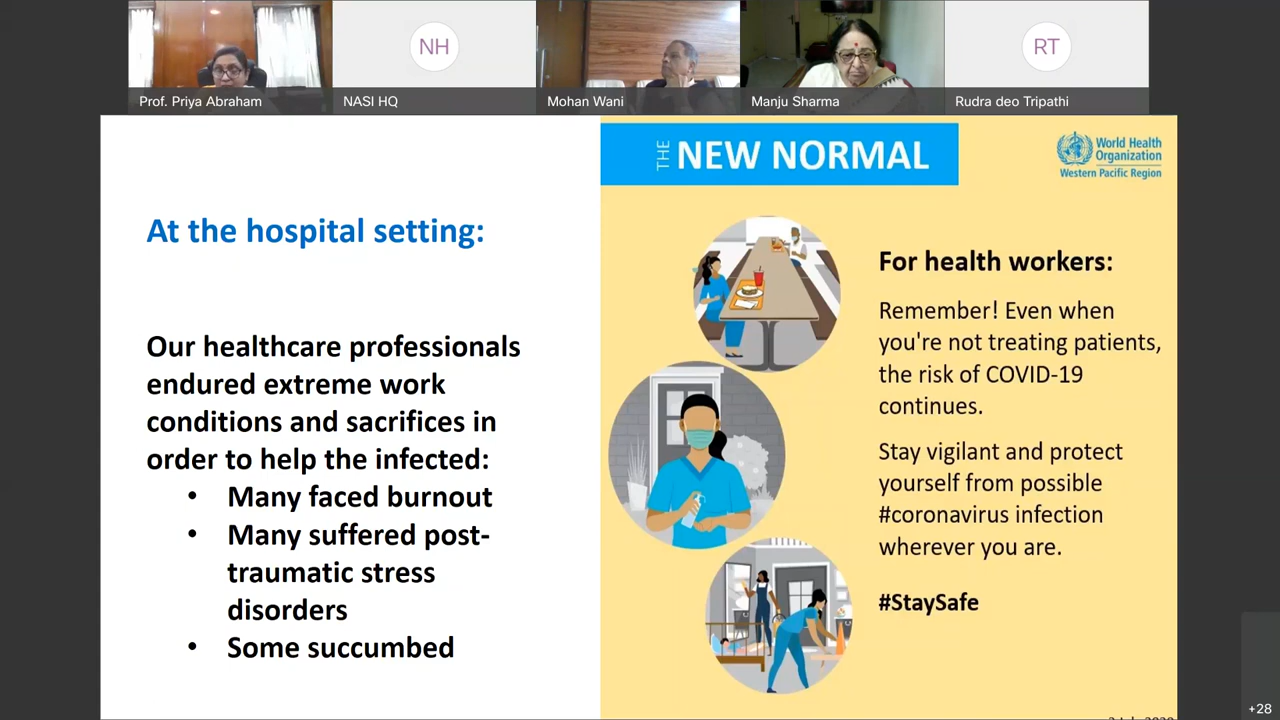 NH
RT
Prof. Priya Abraham
NASI HQ
Mohan Wani
Manju Sharma
Rudra deo Tripathi
At the hospital setting:
Our healthcare professionals
endured extreme work
conditions and sacrifices in
order to help the infected:
• Many faced burnout
• Many suffered post-
traumatic stress
disorders
• Some succumbed
THE NEW NORMAL
World Health
Organization
Western Pacific Region
For health workers:
Remember! Even when
you're not treating patients,
the risk of COVID-19
continues.
Stay vigilant and protect
yourself from possible
#coronavirus infection
wherever you are.
#StaySafe
+28